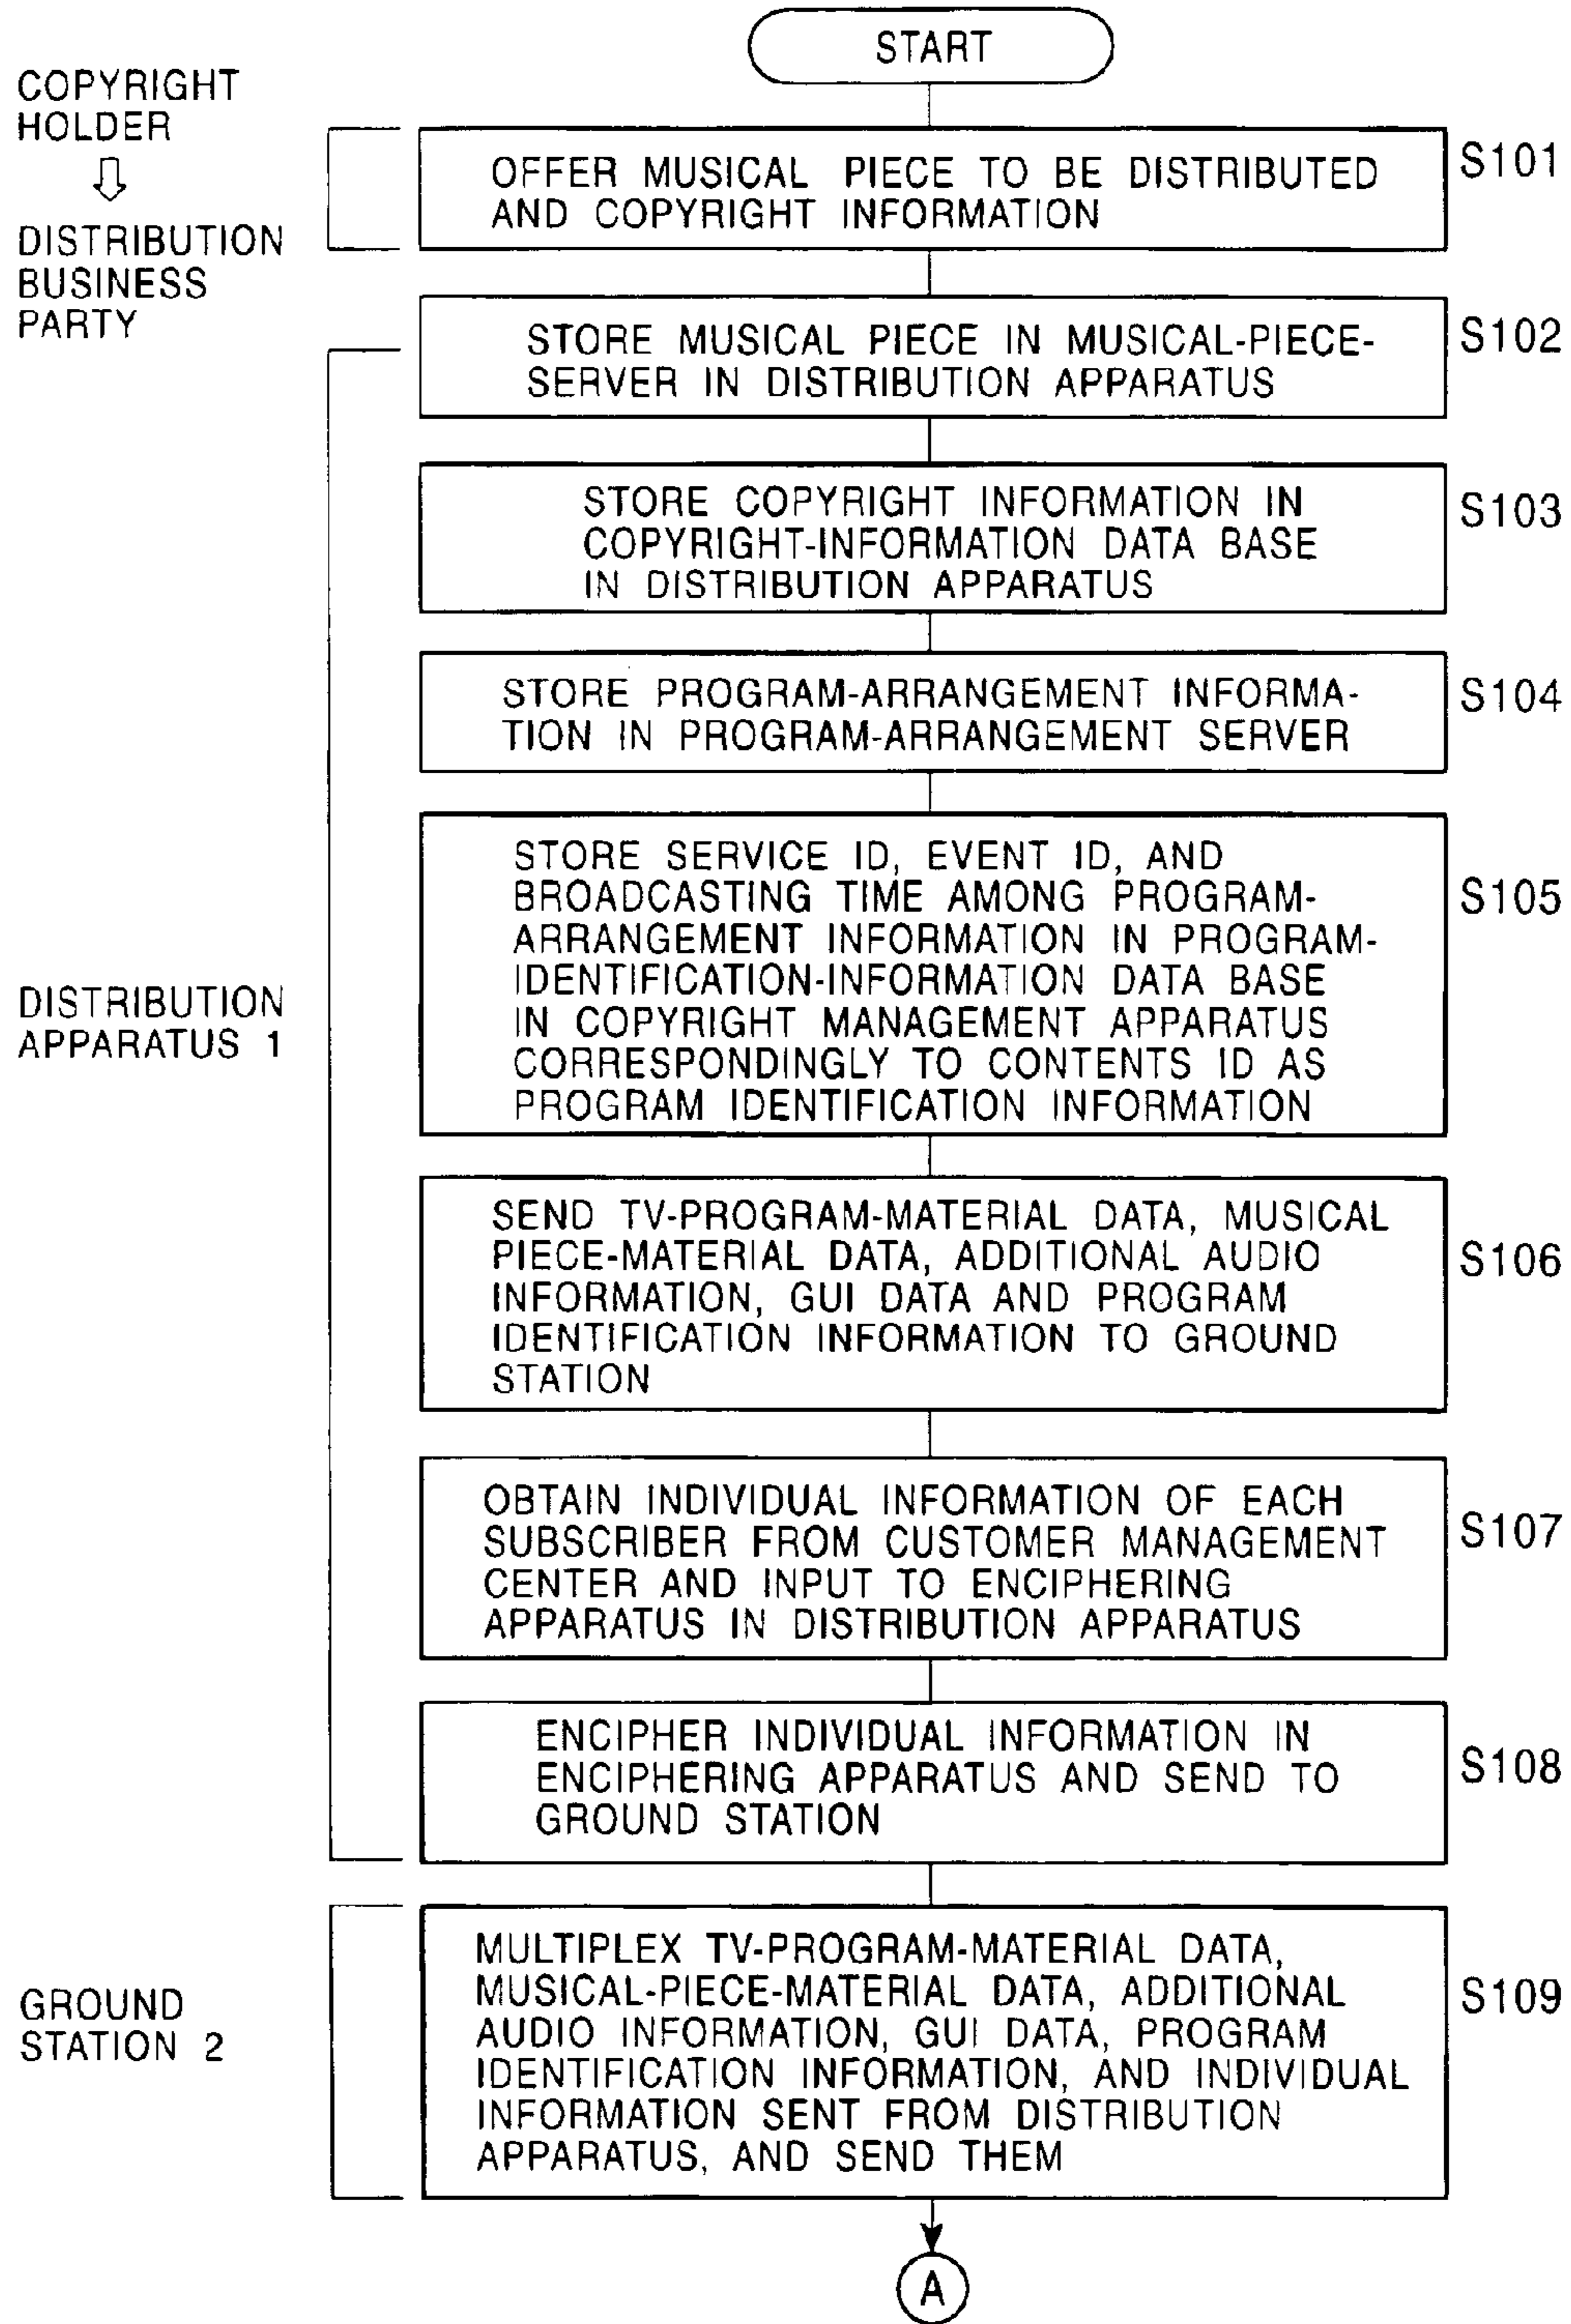 START
COPYRIGHT
HOLDER
DISTRIBUTION
BUSINESS
PARTY
OFFER MUSICAL PIECE TO BE DISTRIBUTED
AND COPYRIGHT INFORMATION
S101
STORE MUSICAL PIECE IN MUSICAL-PIECE-
SERVER IN DISTRIBUTION APPARATUS
S102
STORE COPYRIGHT INFORMATION IN
COPYRIGHT-INFORMATION DATA BASE
IN DISTRIBUTION APPARATUS
S103
STORE PROGRAM-ARRANGEMENT INFORMA-
TION IN PROGRAM-ARRANGEMENT SERVER
S104
DISTRIBUTION
APPARATUS 1
STORE SERVICE ID, EVENT ID, AND
BROADCASTING TIME AMONG PROGRAM-
ARRANGEMENT INFORMATION IN PROGRAM-
IDENTIFICATION-INFORMATION DATA BASE
IN COPYRIGHT MANAGEMENT APPARATUS
CORRESPONDINGLY TO CONTENTS ID AS
PROGRAM IDENTIFICATION INFORMATION
S105
SEND TV-PROGRAM-MATERIAL DATA, MUSICAL
PIECE-MATERIAL DATA, ADDITIONAL AUDIO
INFORMATION, GUI DATA AND PROGRAM
IDENTIFICATION INFORMATION TO GROUND
STATION
S106
OBTAIN INDIVIDUAL INFORMATION OF EACH
SUBSCRIBER FROM CUSTOMER MANAGEMENT
CENTER AND INPUT TO ENCIPHERING
APPARATUS IN DISTRIBUTION APPARATUS
S107
ENCIPHER INDIVIDUAL INFORMATION IN
ENCIPHERING APPARATUS AND SEND TO
GROUND STATION
S108
GROUND
STATION 2
MULTIPLEX TV-PROGRAM-MATERIAL DATA,
MUSICAL-PIECE-MATERIAL DATA, ADDITIONAL
AUDIO INFORMATION, GUI DATA, PROGRAM
IDENTIFICATION INFORMATION, AND INDIVIDUAL
INFORMATION SENT FROM DISTRIBUTION
APPARATUS, AND SEND THEM
S109
A